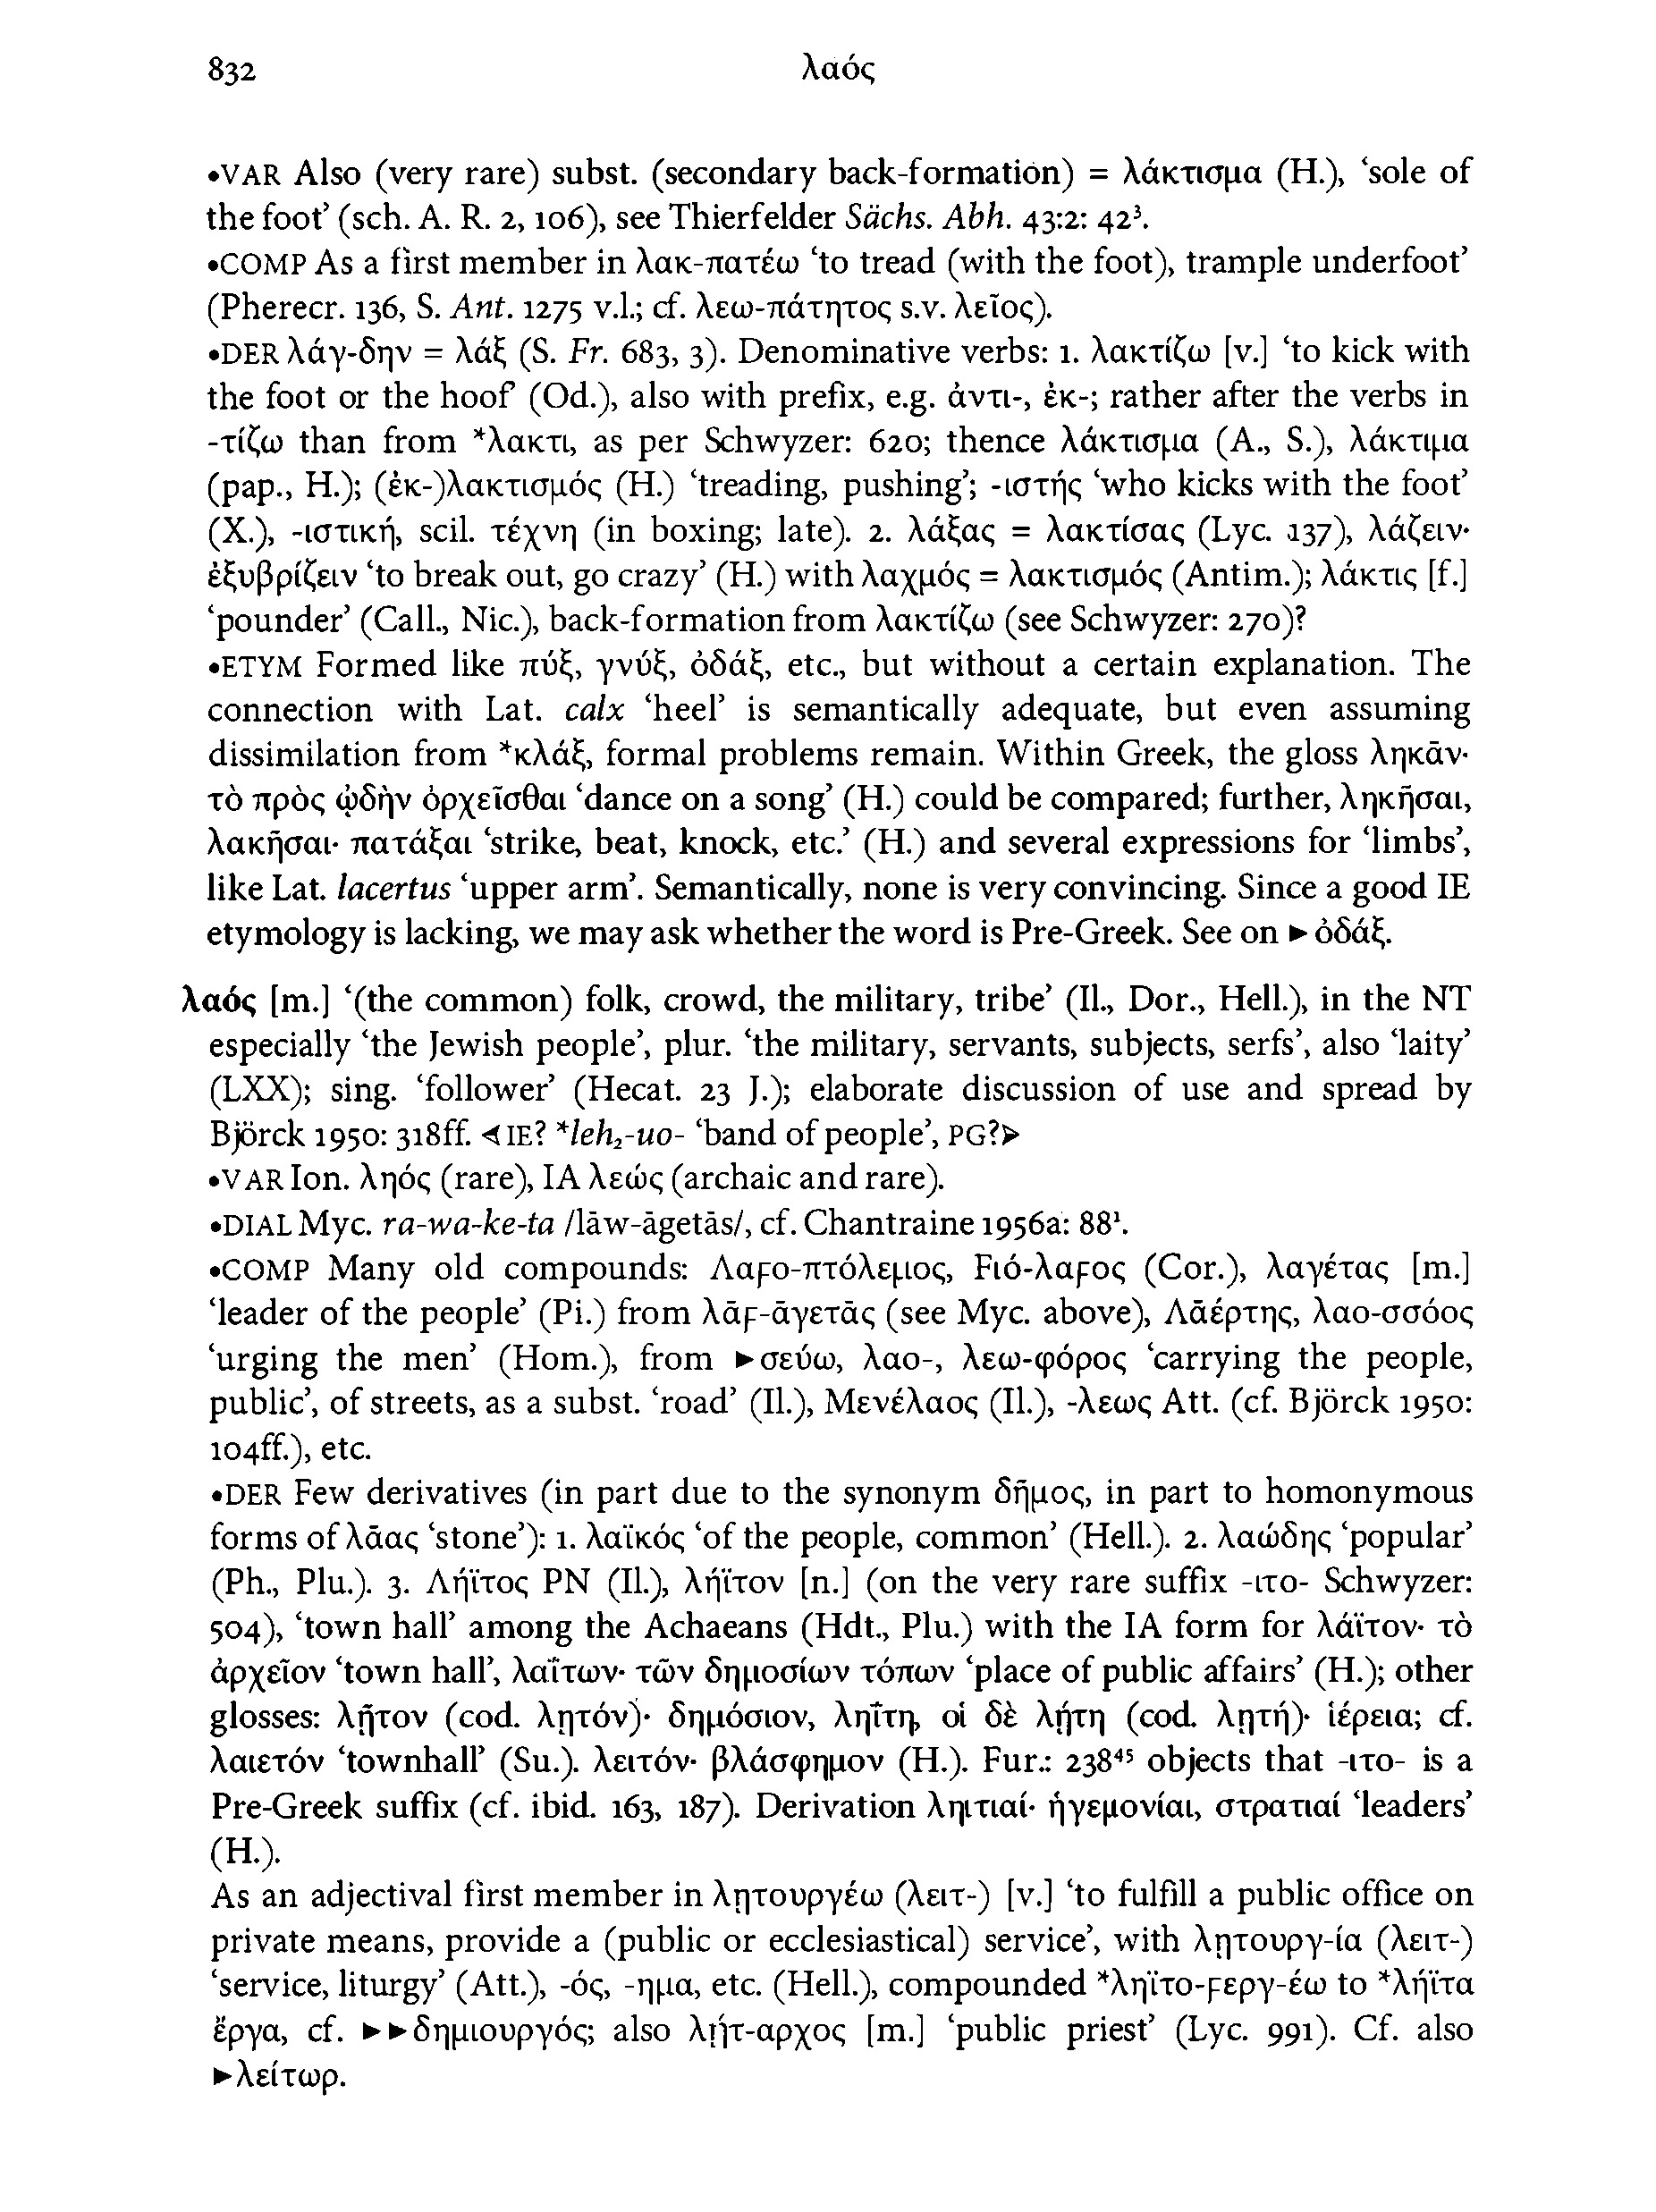 832 λαός
•VAR Also (very rare) subst. (secondary back-formation) = λάκτισμα (H.), ‘sole of
the foot’ (sch. A. R. 2, 106), see Thierfelder Sächs. Abh. 43:2: 42³.
•COMP As a first member in λακ-πατέω ‘to tread (with the foot), trample underfoot’
(Pherecr. 136, S. Ant. 1275 v.l.; cf. λεω-πάτητος s.v. λεῖος).
•DER λάγ-δην = λάξ (S. Fr. 683, 3). Denominative verbs: 1. λακτίζω [v.] ‘to kick with
the foot or the hoof’ (Od.), also with prefix, e.g. ἀντι-, ἐκ-; rather after the verbs in
-τίζω than from *λακτι, as per Schwyzer: 620; thence λάκτισμα (A., S.), λάκτιμα
(pap., H.); (ἐκ-)λακτισμός (H.) ‘treading, pushing’; -ιστής ‘who kicks with the foot’
(X.), -ιστική, scil. τέχνη (in boxing; late). 2. λάξας = λακτίσας (Lyc. 137), λάζειν·
ἐξυβρίζειν ‘to break out, go crazy’ (H.) with λαχμός = λακτισμός (Antim.); λάκτις [f.]
‘pounder’ (Call., Nic.), back-formation from λακτίζω (see Schwyzer: 270)?
•ETYM Formed like πύξ, γνύξ, ὀδάξ, etc., but without a certain explanation. The
connection with Lat. calx ‘heel’ is semantically adequate, but even assuming
dissimilation from *κλάξ, formal problems remain. Within Greek, the gloss ληκᾶν·
τὸ πρὸς ᾠδὴν ὀρχεῖσθαι ‘dance on a song’ (H.) could be compared; further, ληκῆσαι,
λακῆσαι· πατάξαι ‘strike, beat, knock, etc.’ (H.) and several expressions for ‘limbs’,
like Lat. lacertus ‘upper arm’. Semantically, none is very convincing. Since a good IE
etymology is lacking, we may ask whether the word is Pre-Greek. See on ►ὀδάξ.
λαός [m.] ‘(the common) folk, crowd, the military, tribe’ (Il., Dor., Hell.), in the NT
especially ‘the Jewish people’, plur. ‘the military, servants, subjects, serfs’, also ‘laity’
(LXX); sing. ‘follower’ (Hecat. 23 J.); elaborate discussion of use and spread by
Björck 1950: 318ff. ⊲IE? *leh₂-uo- ‘band of people’, PG?⊳
•VAR Ion. ληός (rare), IA λεώς (archaic and rare).
•DIAL Myc. ra-wa-ke-ta /lāw-āgetās/, cf. Chantraine 1956a: 88¹.
•COMP Many old compounds: Λαϝο-πτόλεμος, Ϝιό-λαϝος (Cor.), λαγέτας [m.]
‘leader of the people’ (Pi.) from λᾱϝ-ᾱγετᾱς (see Myc. above), Λᾱέρτης, λαο-σσόος
‘urging the men’ (Hom.), from ►σεύω, λαο-, λεω-φόρος ‘carrying the people,
public’, of streets, as a subst. ‘road’ (Il.), Μενέλαος (Il.), -λεως Att. (cf. Björck 1950:
104ff.), etc.
•DER Few derivatives (in part due to the synonym δῆμος, in part to homonymous
forms of λᾶας ‘stone’): 1. λαϊκός ‘of the people, common’ (Hell.). 2. λαώδης ‘popular’
(Ph., Plu.). 3. Λήϊτος PN (Il.), λήϊτον [n.] (on the very rare suffix -ιτο- Schwyzer:
504), ‘town hall’ among the Achaeans (Hdt., Plu.) with the IA form for λάϊτον· τὸ
ἀρχεῖον ‘town hall’, λαΐτων· τῶν δημοσίων τόπων ‘place of public affairs’ (H.); other
glosses: λῇτον (cod. λητόν)· δημόσιον, ληΐτη, οἱ δὲ λῄτη (cod. λητή)· ἱέρεια; cf.
λαιετόν ‘townhall’ (Su.). λειτόν· βλάσφημον (H.). Fur.: 238⁴⁵ objects that -ιτο- is a
Pre-Greek suffix (cf. ibid. 163, 187). Derivation ληιτιαί· ἡγεμονίαι, στρατιαί ‘leaders’
(H.).
As an adjectival first member in λῃτουργέω (λειτ-) [v.] ‘to fulfill a public office on
private means, provide a (public or ecclesiastical) service’, with λῃτουργ-ία (λειτ-)
‘service, liturgy’ (Att.), -ός, -ημα, etc. (Hell.), compounded *ληϊτο-ϝεργ-έω to *λήϊτα
ἔργα, cf. ►►δημιουργός; also λῄτ-αρχος [m.] ‘public priest’ (Lyc. 991). Cf. also
►λείτωρ.